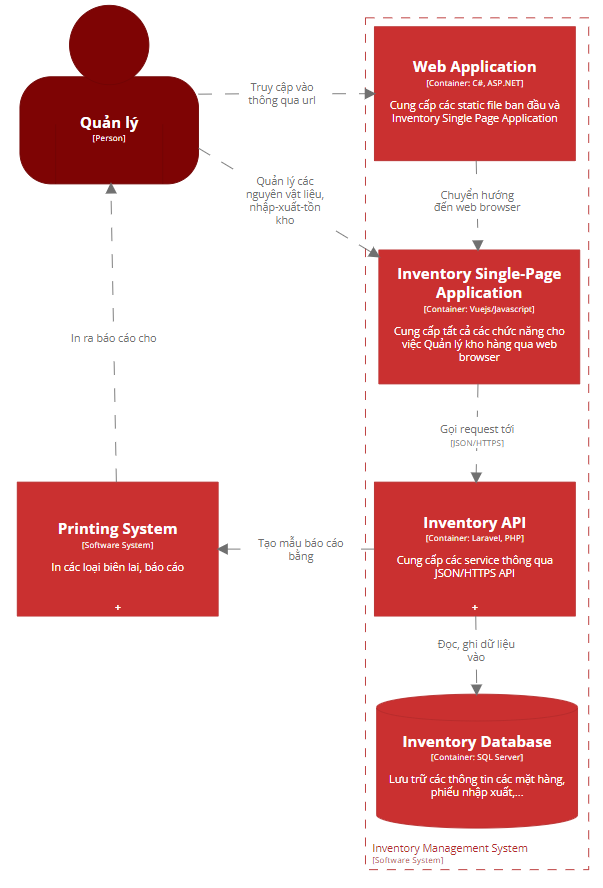 Quản lý
[Person]
Truy cập vào
thông qua url
Web Application
[Container: C#, ASP.NET]
Cung cấp các static file ban đầu và
Inventory Single Page Application
Quản lý các
nguyên vật liệu,
nhập-xuất-tồn
kho
Chuyển hướng
đến web browser
Inventory Single-Page
Application
[Container: Vuejs/Javascript]
Cung cấp tất cả các chức năng cho
việc Quản lý kho hàng qua web
browser
In ra báo cáo cho
Gọi request tới
[JSON/HTTPS]
Printing System
[Software System]
In các loại biên lai, báo cáo
+
Tạo mẫu báo cáo
bằng
Inventory API
[Container: Laravel, PHP]
Cung cấp các service thông qua
JSON/HTTPS API
+
Đọc, ghi dữ liệu
vào
Inventory Database
[Container: SQL Server]
Lưu trữ các thông tin các mặt hàng,
phiếu nhập xuất,...
Inventory Management System
[Software System]